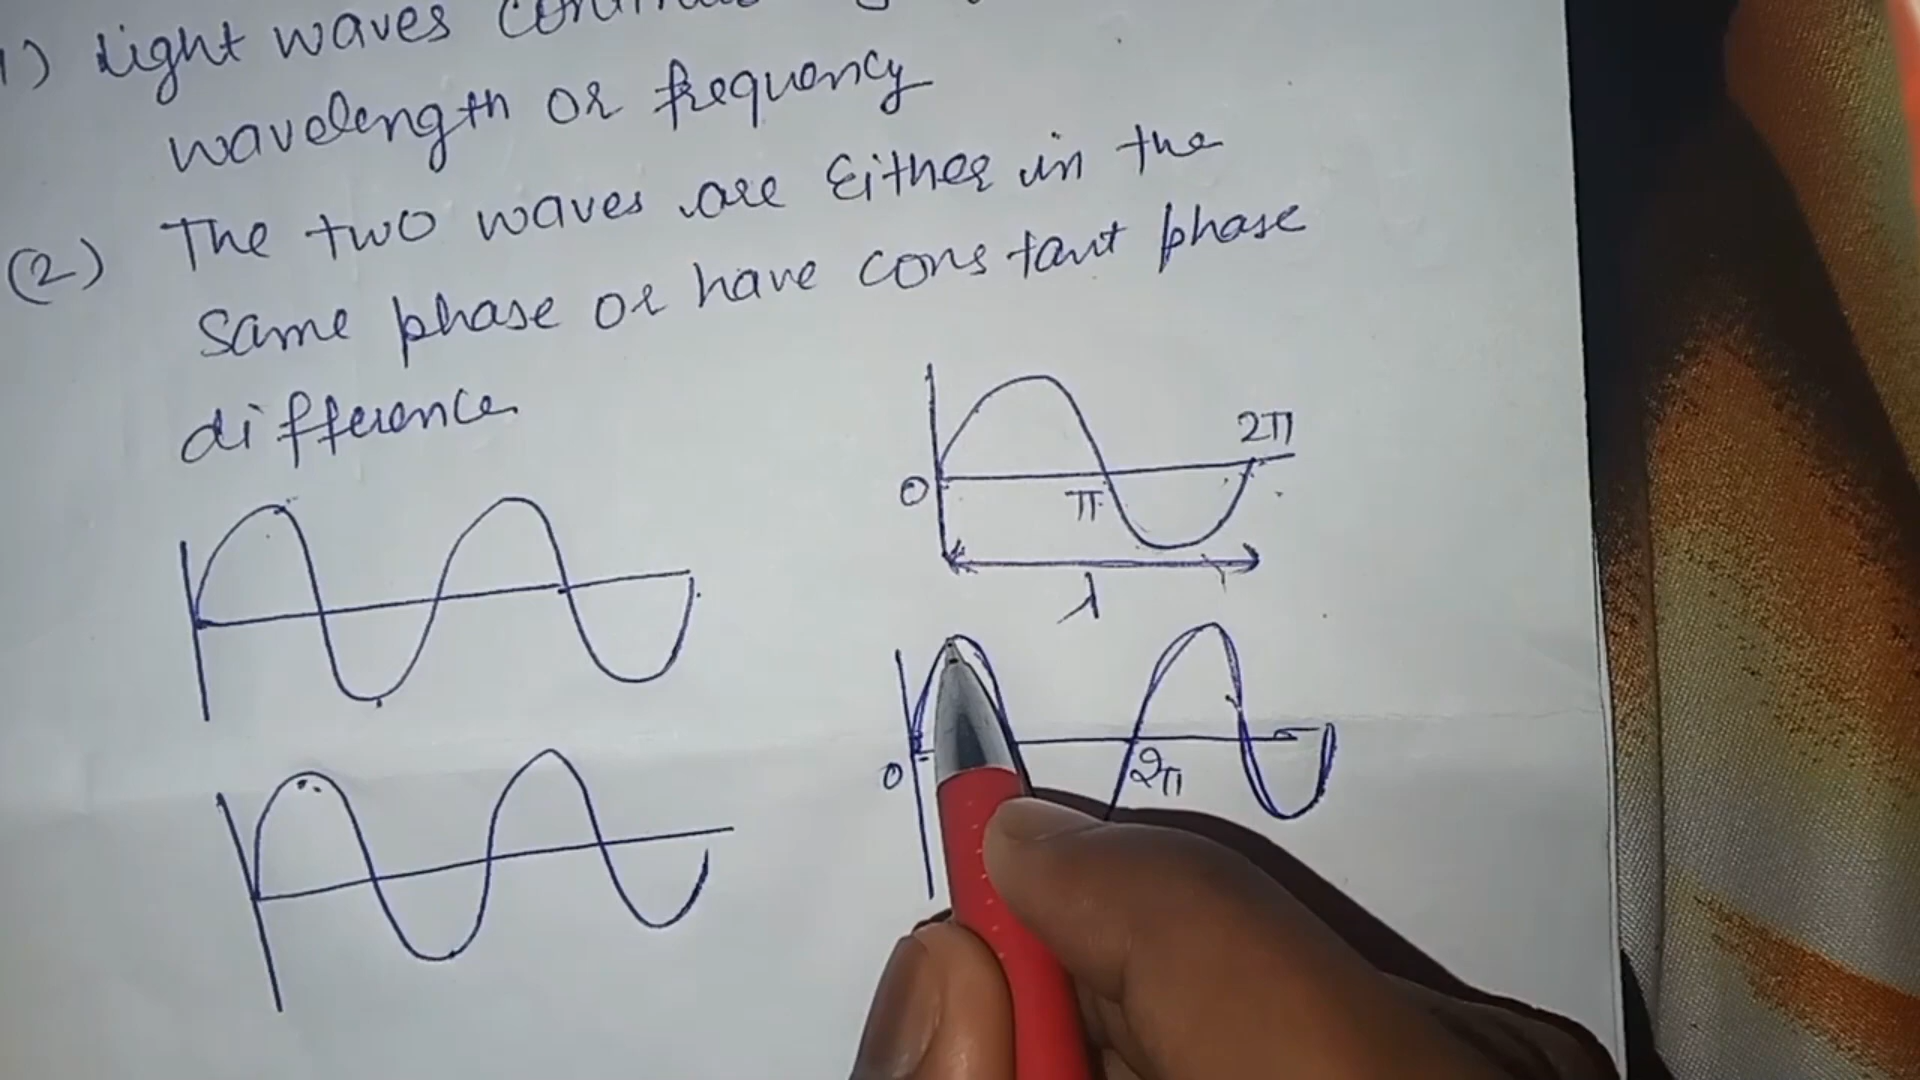 1) Light waves
wavelength or frequency
(2) The two waves are Either in the
same phase or have constant phase
difference
2π
0
π
λ
0
2π